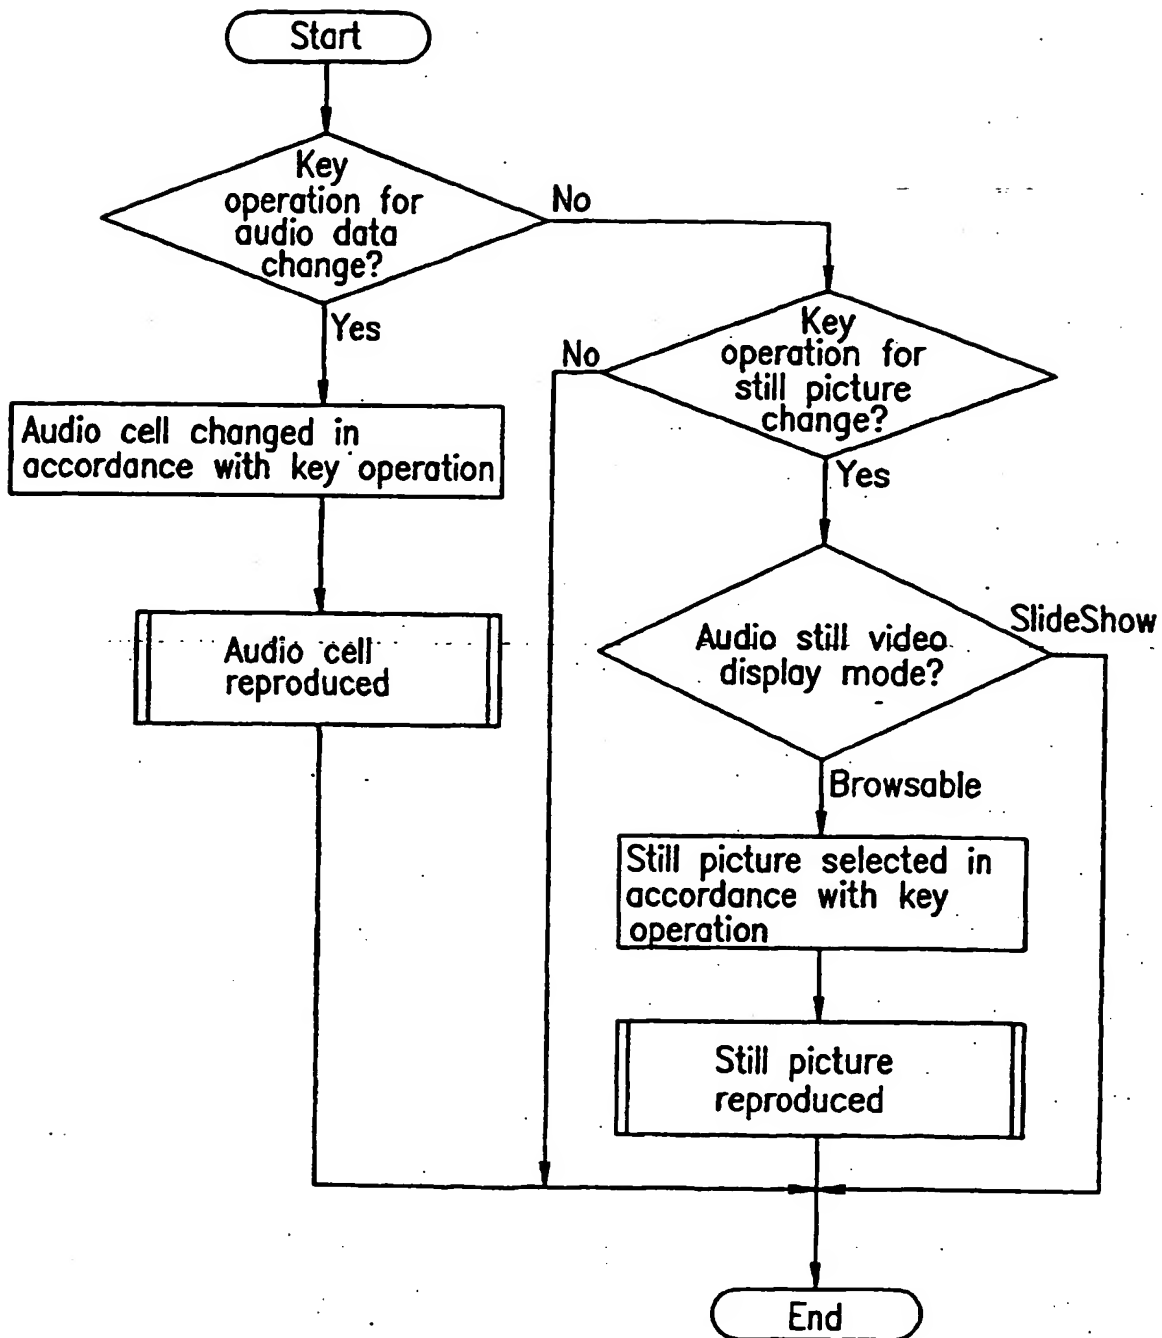 Start
Key
operation for
audio data
change?
No
Yes
Key
operation for
still picture
change?
No
Yes
Audio cell changed in
accordance with key operation
Audio cell
reproduced
Audio still video
display mode?
SlideShow
Browsable
Still picture selected in
accordance with key
operation
Still picture
reproduced
End